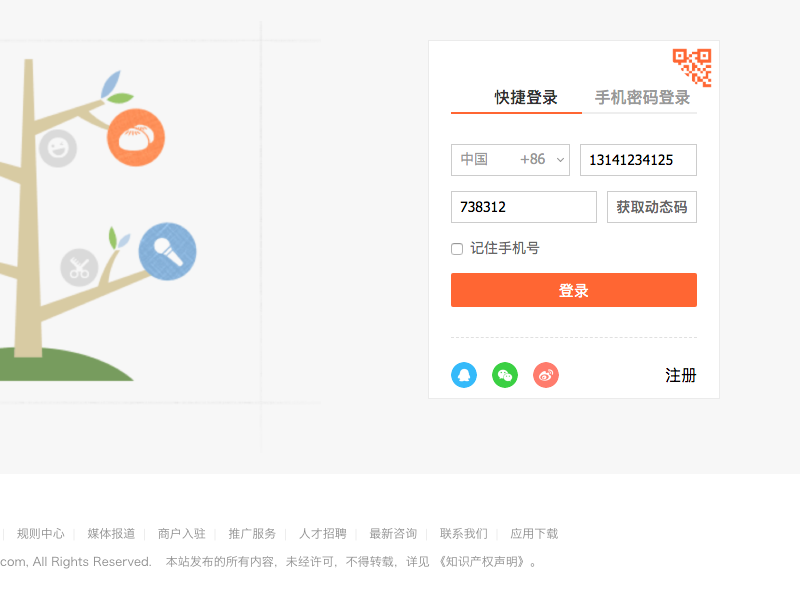 快捷登录 手机密码登录
中国 +86 13141234125
738312 获取动态码
记住手机号
登录
注册
规则中心 媒体报道 商户入驻 推广服务 人才招聘 最新咨询 联系我们 应用下载
com, All Rights Reserved. 本站发布的所有内容，未经许可，不得转载，详见 《知识产权声明》。